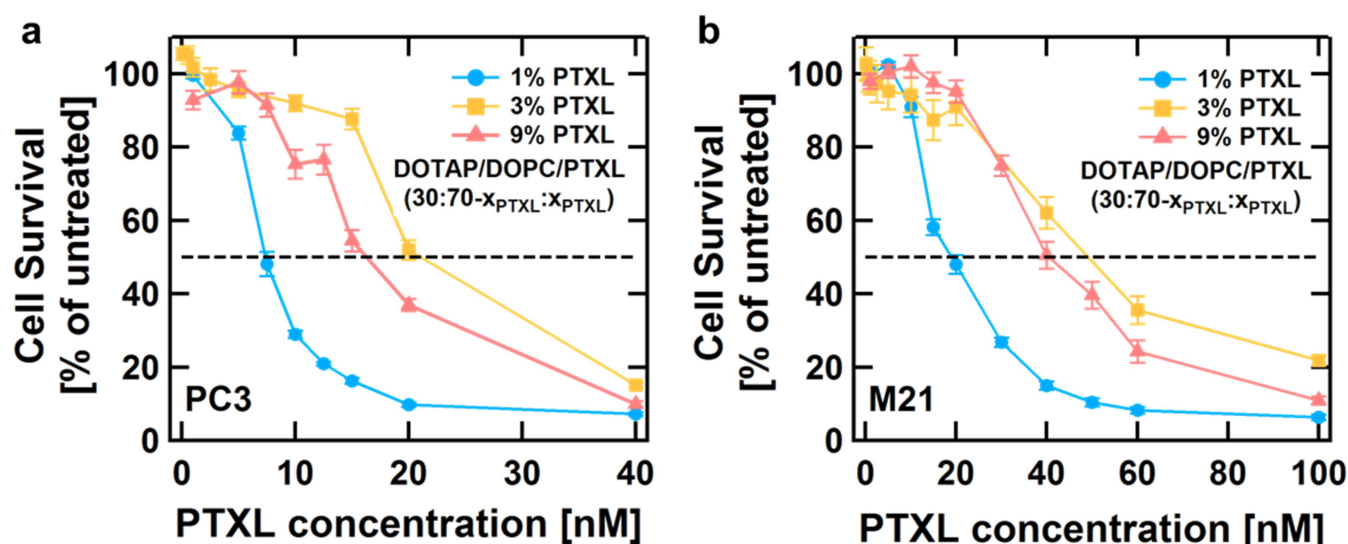 a
Cell Survival
[% of untreated]
100
80
60
40
20
0
1% PTXL
3% PTXL
9% PTXL
DOTAP/DOPC/PTXL
(30:70-xPTXL:xPTXL)
PC3
0 10 20 30 40
PTXL concentration [nM]
b
Cell Survival
[% of untreated]
100
80
60
40
20
0
1% PTXL
3% PTXL
9% PTXL
DOTAP/DOPC/PTXL
(30:70-xPTXL:xPTXL)
M21
0 20 40 60 80 100
PTXL concentration [nM]